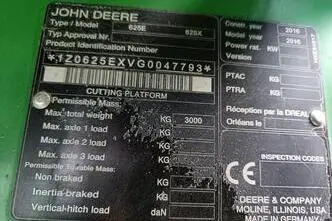 JOHN DEERE
Type / Model 625E 625X
Typ Approval Nr.
Product Identification Number
*1Z0625EXVG0047793*
CUTTING PLATFORM
Permissible Mass:
Max. total weight KG 3000
Max. axle 1 load KG
Max. axle 2 load KG
Max. axle 3 load KG
Permissible Towable Mass:
Non braked KG
Inertia-braked KG
Vertical-hitch load daN
Constr. year 2016
Model year 2016
Power rat. KW
PTAC KG
PTRA KG
Réception par la DREAL
Orléans le
CE
INSPECTION CODES
DEERE & COMPANY
MOLINE, ILLINOIS, USA
MADE IN GERMANY